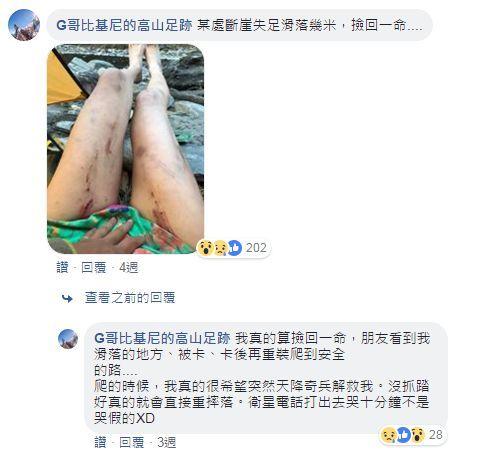 G哥比基尼的高山足跡 某處斷崖失足滑落幾米，撿回一命....
202
讚 · 回覆 · 4週
查看之前的回覆
G哥比基尼的高山足跡 我真的算撿回一命，朋友看到我
滑落的地方、被卡、卡後再重裝爬到安全
的路....
爬的時候，我真的很希望突然天降奇兵解救我。沒抓踏
好真的就會直接重摔落。衛星電話打出去哭十分鐘不是
哭假的XD
28
讚 · 回覆 · 3週